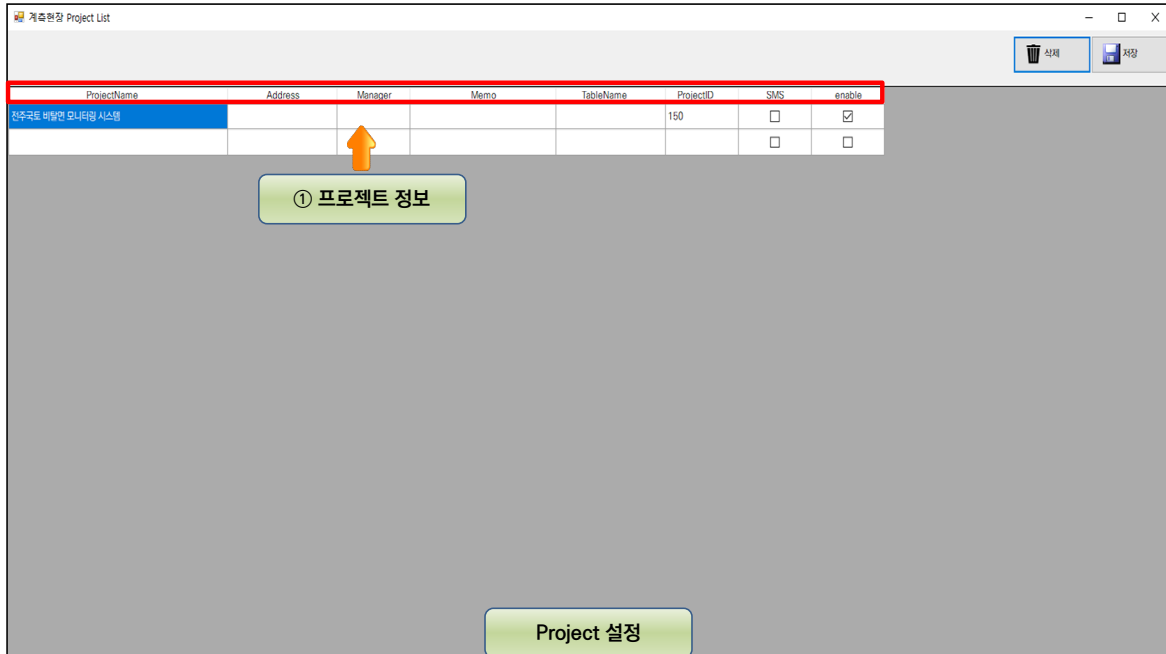 계측현장 Project List
삭제 저장
ProjectName Address Manager Memo TableName ProjectID SMS enable
전주국토 비탈면 모니터링 시스템 150
① 프로젝트 정보
Project 설정